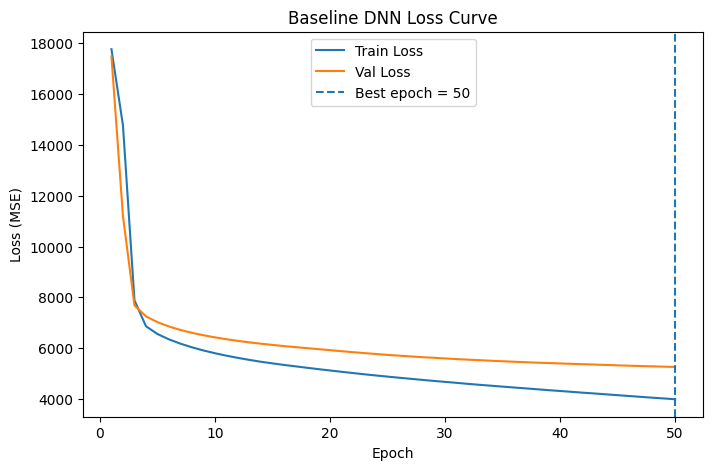 Baseline DNN Loss Curve
Train Loss
Val Loss
Best epoch = 50
Loss (MSE)
18000
16000
14000
12000
10000
8000
6000
4000
0 10 20 30 40 50
Epoch